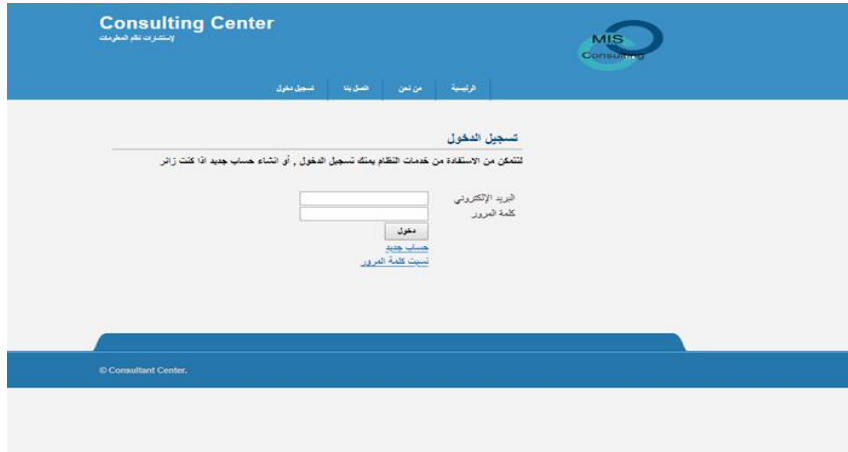 Consulting Center
لإستشارات نظم المعلومات
MIS
Consulting
الرئيسية
من نحن
اتصل بنا
تسجيل دخول
تسجيل الدخول
لتتمكن من الاستفادة من خدمات النظام يمنك تسجيل الدخول , أو انشاء حساب جديد اذا كنت زائر
البريد الإلكتروني
كلمة المرور
دخول
حساب جديد
نسيت كلمة المرور
© Consultant Center.